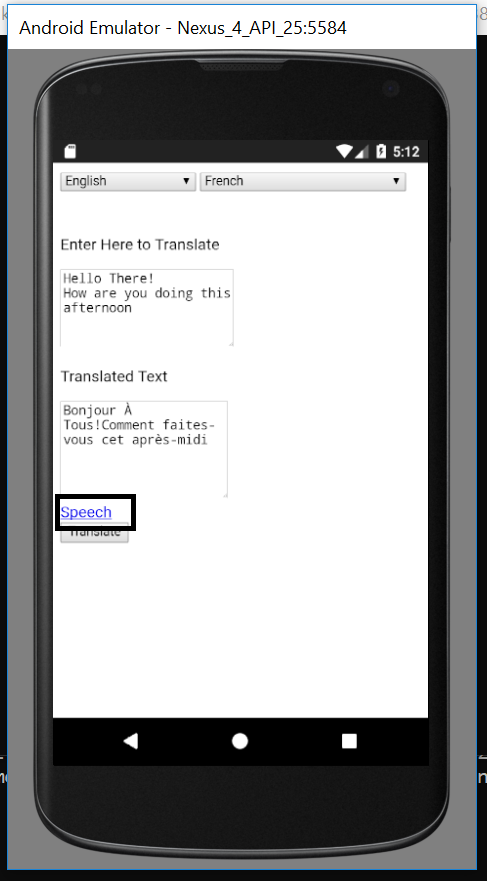 Android Emulator - Nexus_4_API_25:5584
5:12
English French
Enter Here to Translate
Hello There!
How are you doing this
afternoon
Translated Text
Bonjour À
Tous!Comment faites-
vous cet après-midi
Speech
Translate